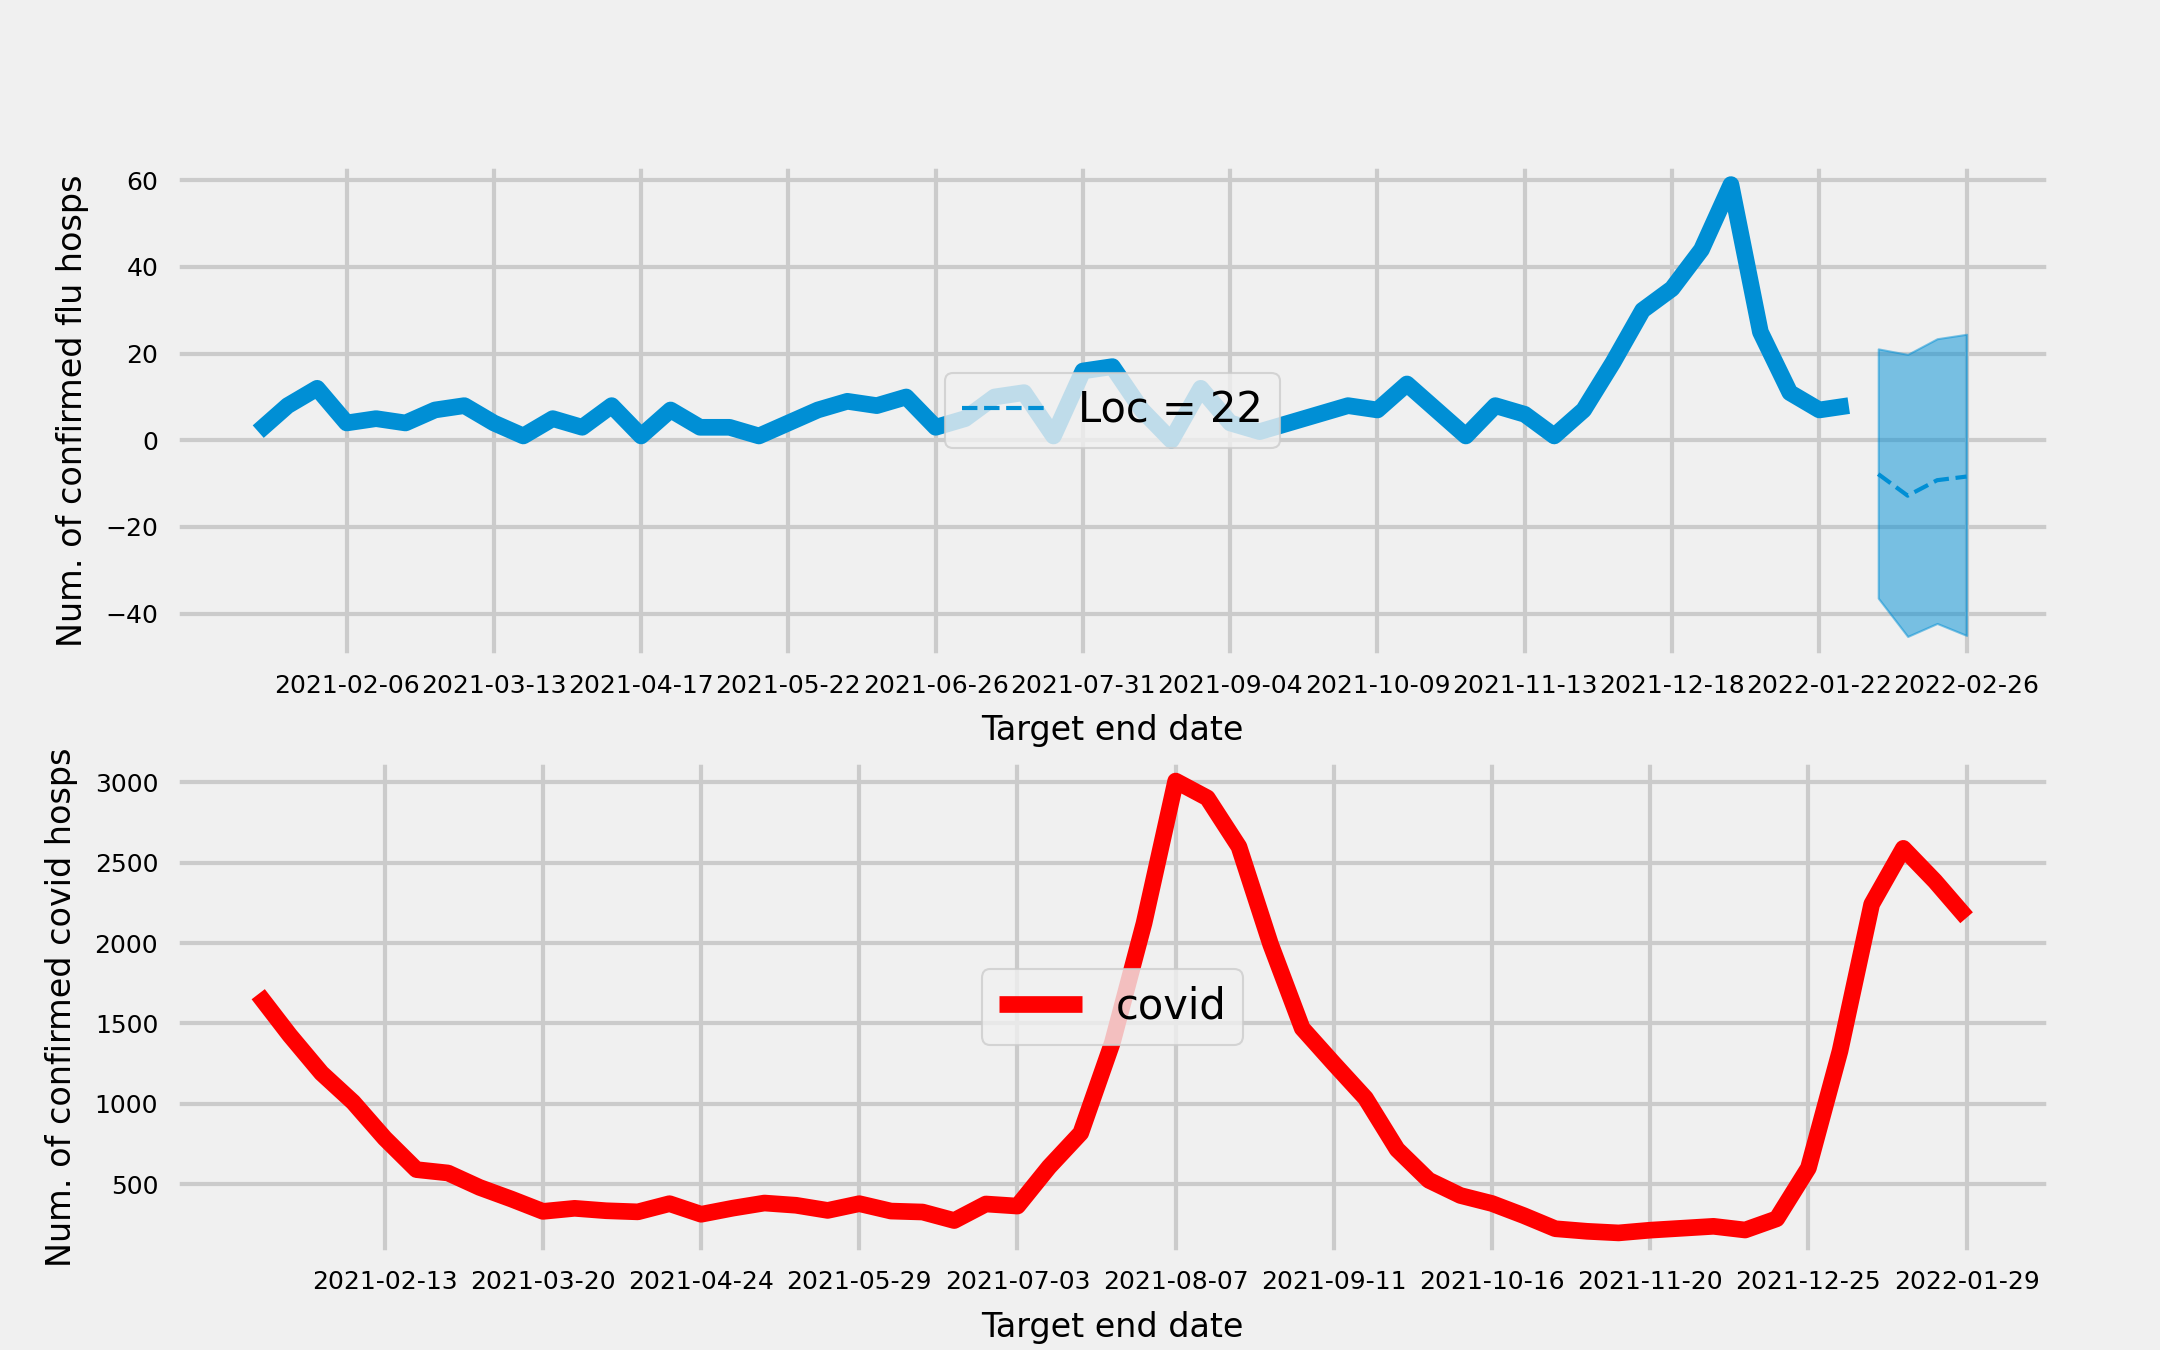 Num. of confirmed flu hosps
60
40
20
0
−20
−40
Loc = 22
2021-02-06 2021-03-13 2021-04-17 2021-05-22 2021-06-26 2021-07-31 2021-09-04 2021-10-09 2021-11-13 2021-12-18 2022-01-22 2022-02-26
Target end date
Num. of confirmed covid hosps
3000
2500
2000
1500
1000
500
covid
2021-02-13 2021-03-20 2021-04-24 2021-05-29 2021-07-03 2021-08-07 2021-09-11 2021-10-16 2021-11-20 2021-12-25 2022-01-29
Target end date